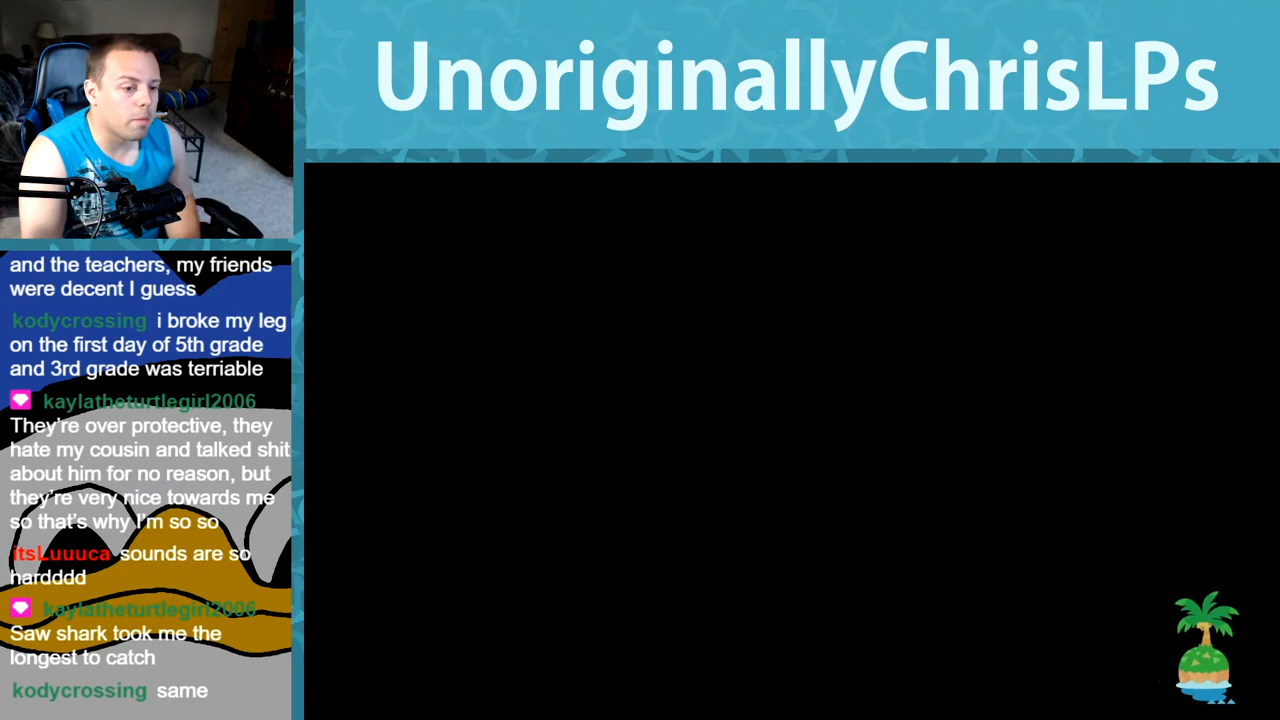 UnoriginallyChrisLPs
and the teachers, my friends
were decent I guess
kodycrossing i broke my leg
on the first day of 5th grade
and 3rd grade was terriable
kaylatheturtlegirl2006
They're over protective, they
hate my cousin and talked shit
about him for no reason, but
they're very nice towards me
so that's why I'm so so
itsLuuuca sounds are so
hardddd
kaylatheturtlegirl2006
Saw shark took me the
longest to catch
kodycrossing same